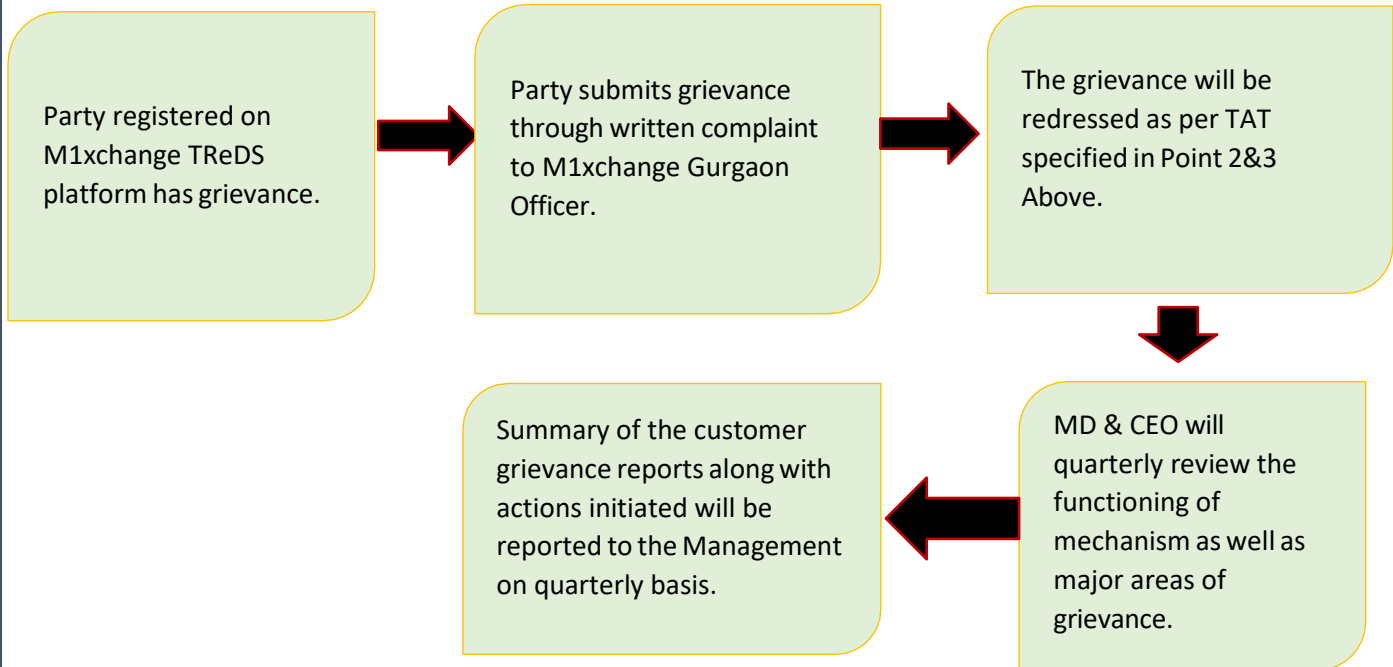 Party registered on
M1xchange TReDS
platform has grievance.
Party submits grievance
through written complaint
to M1xchange Gurgaon
Officer.
The grievance will be
redressed as per TAT
specified in Point 2&3
Above.
MD & CEO will
quarterly review the
functioning of
mechanism as well as
major areas of
grievance.
Summary of the customer
grievance reports along with
actions initiated will be
reported to the Management
on quarterly basis.